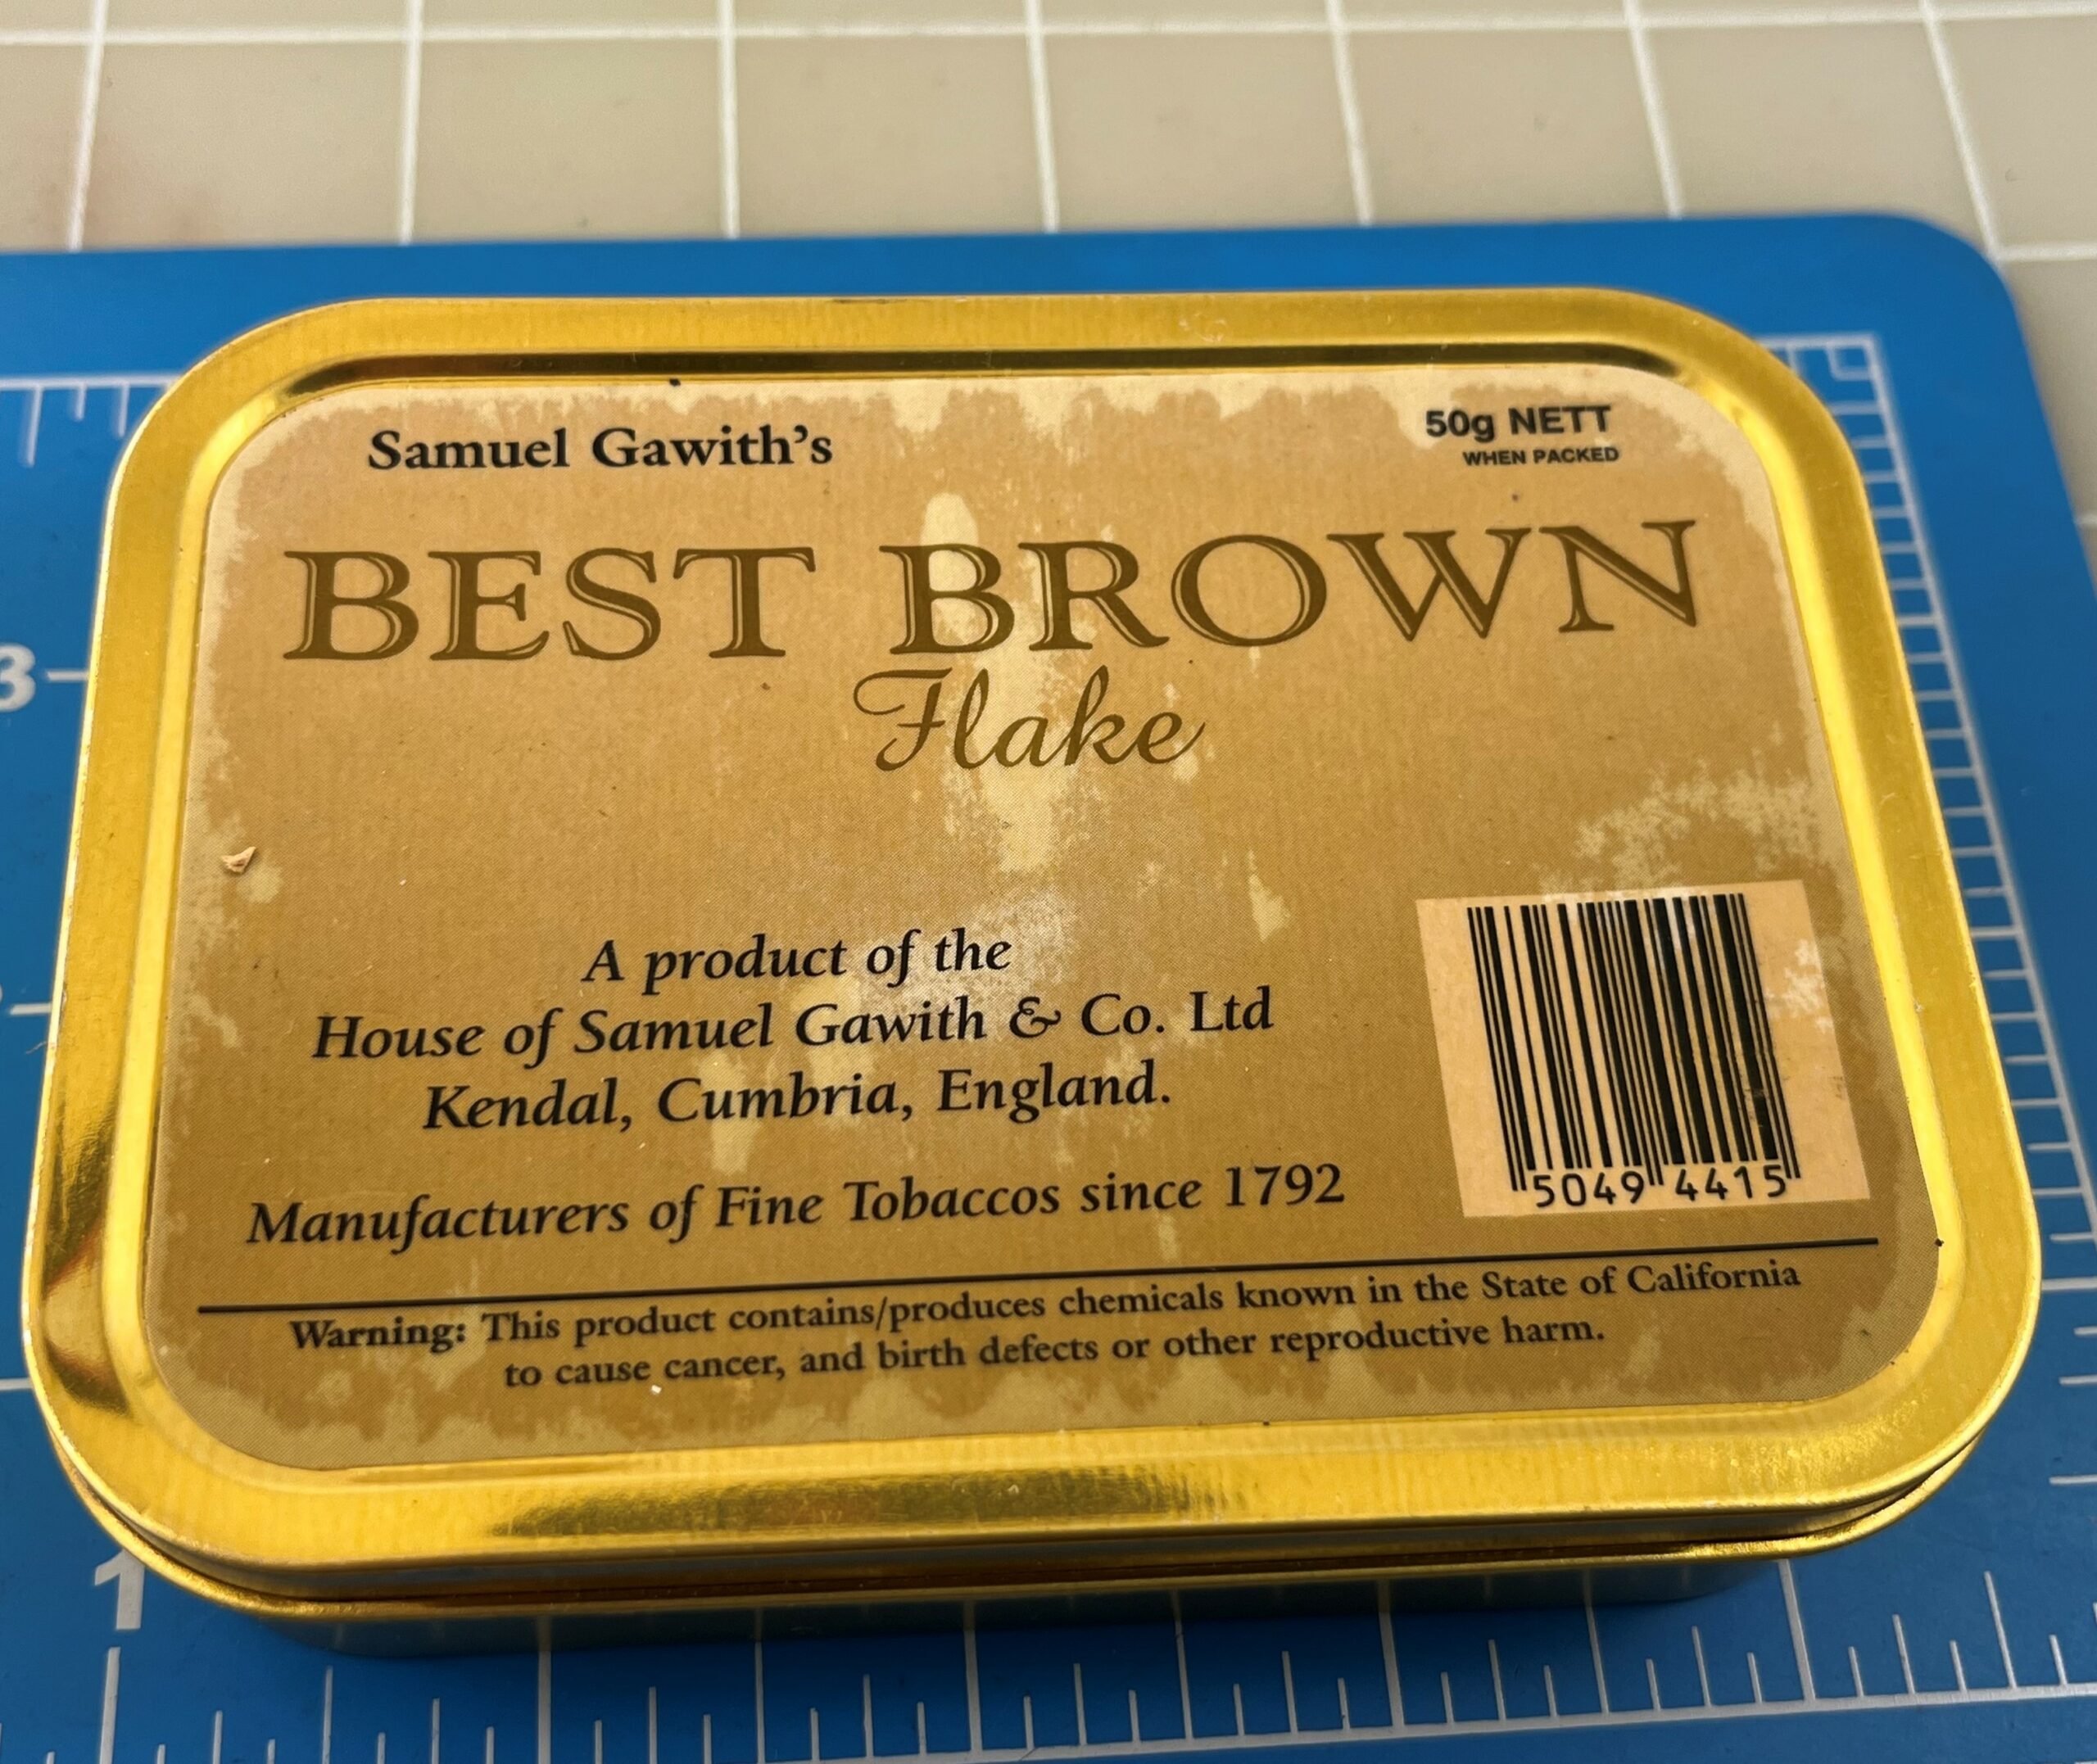 Samuel Gawith's
50g NETT
WHEN PACKED
BEST BROWN
Flake
A product of the
House of Samuel Gawith & Co. Ltd
Kendal, Cumbria, England.
Manufacturers of Fine Tobaccos since 1792
5049 4415
Warning: This product contains/produces chemicals known in the State of California
to cause cancer, and birth defects or other reproductive harm.
3
1